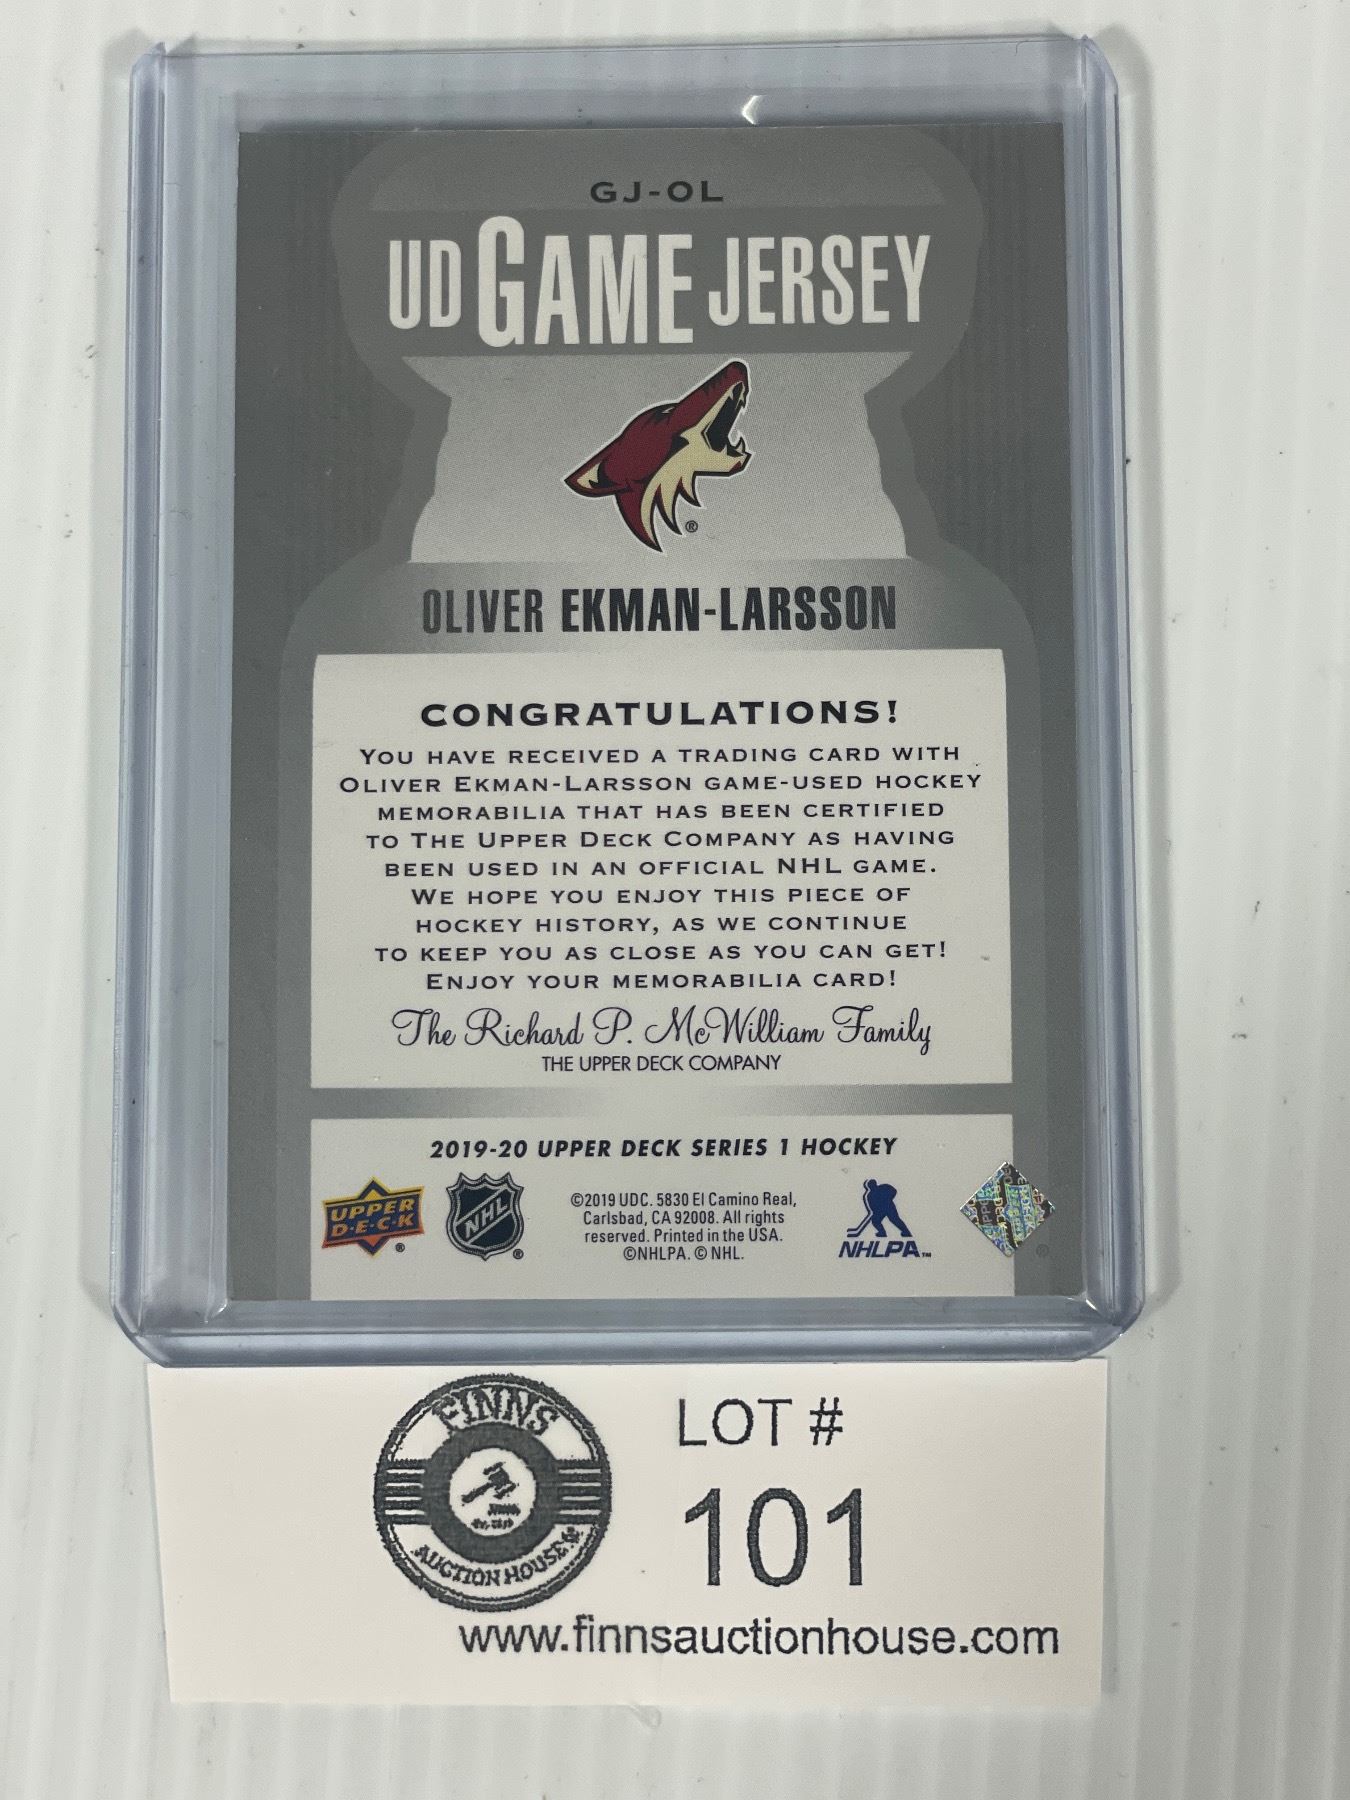 GJ-OL
UD GAME JERSEY
®
OLIVER EKMAN-LARSSON
CONGRATULATIONS!
YOU HAVE RECEIVED A TRADING CARD WITH
OLIVER EKMAN-LARSSON GAME-USED HOCKEY
MEMORABILIA THAT HAS BEEN CERTIFIED
TO THE UPPER DECK COMPANY AS HAVING
BEEN USED IN AN OFFICIAL NHL GAME.
WE HOPE YOU ENJOY THIS PIECE OF
HOCKEY HISTORY, AS WE CONTINUE
TO KEEP YOU AS CLOSE AS YOU CAN GET!
ENJOY YOUR MEMORABILIA CARD!
The Richard P. McWilliam Family
THE UPPER DECK COMPANY
2019-20 UPPER DECK SERIES 1 HOCKEY
UPPER
D·E·C·K ®
NHL ®
©2019 UDC. 5830 El Camino Real,
Carlsbad, CA 92008. All rights
reserved. Printed in the USA.
©NHLPA. © NHL.
NHLPA™
FINNS
AUCTION HOUSE
LOT #
101
www.finnsauctionhouse.com